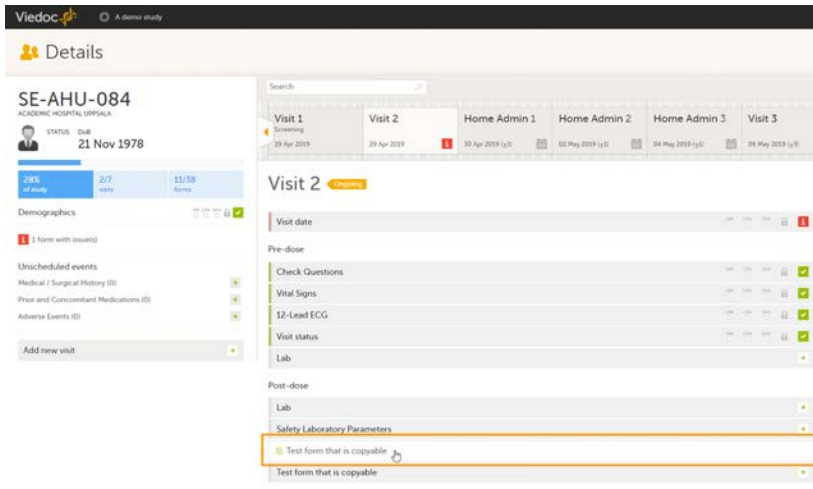 Viedoc A demo study
Details
SE-AHU-084
ACADEMIC HOSPITAL UPPSALA
STATUS DoB
21 Nov 1978
28% 2/7 11/38
of study visits forms
Demographics
1 form with issue(s)
Unscheduled events
Medical / Surgical History (0)
Prior and Concomitant Medications (0)
Adverse Events (0)
Add new visit
Search
Visit 1 Visit 2 Home Admin 1 Home Admin 2 Home Admin 3 Visit 3
Screening
29 Apr 2019 29 Apr 2019 30 Apr 2019 (±1) 02 May 2019 (±1) 04 May 2019 (±1) 06 May 2019
Visit 2 Ongoing
Visit date
Pre-dose
Check Questions
Vital Signs
12-Lead ECG
Visit status
Lab
Post-dose
Lab
Safety Laboratory Parameters
Test form that is copyable
Test form that is copyable